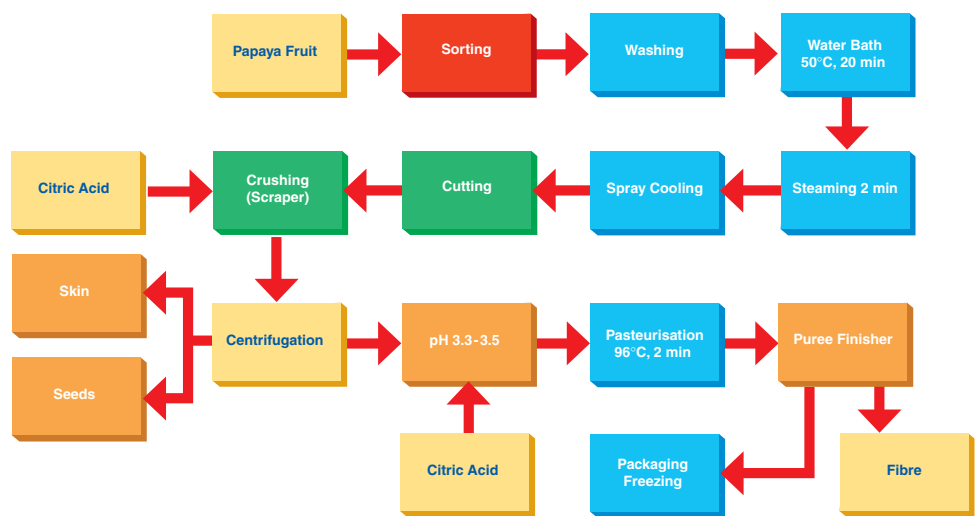 Papaya Fruit
Sorting
Washing
Water Bath
50°C, 20 min
Citric Acid
Crushing
(Scraper)
Cutting
Spray Cooling
Steaming 2 min
Skin
Centrifugation
pH 3.3-3.5
Pasteurisation
96°C, 2 min
Puree Finisher
Seeds
Citric Acid
Packaging
Freezing
Fibre